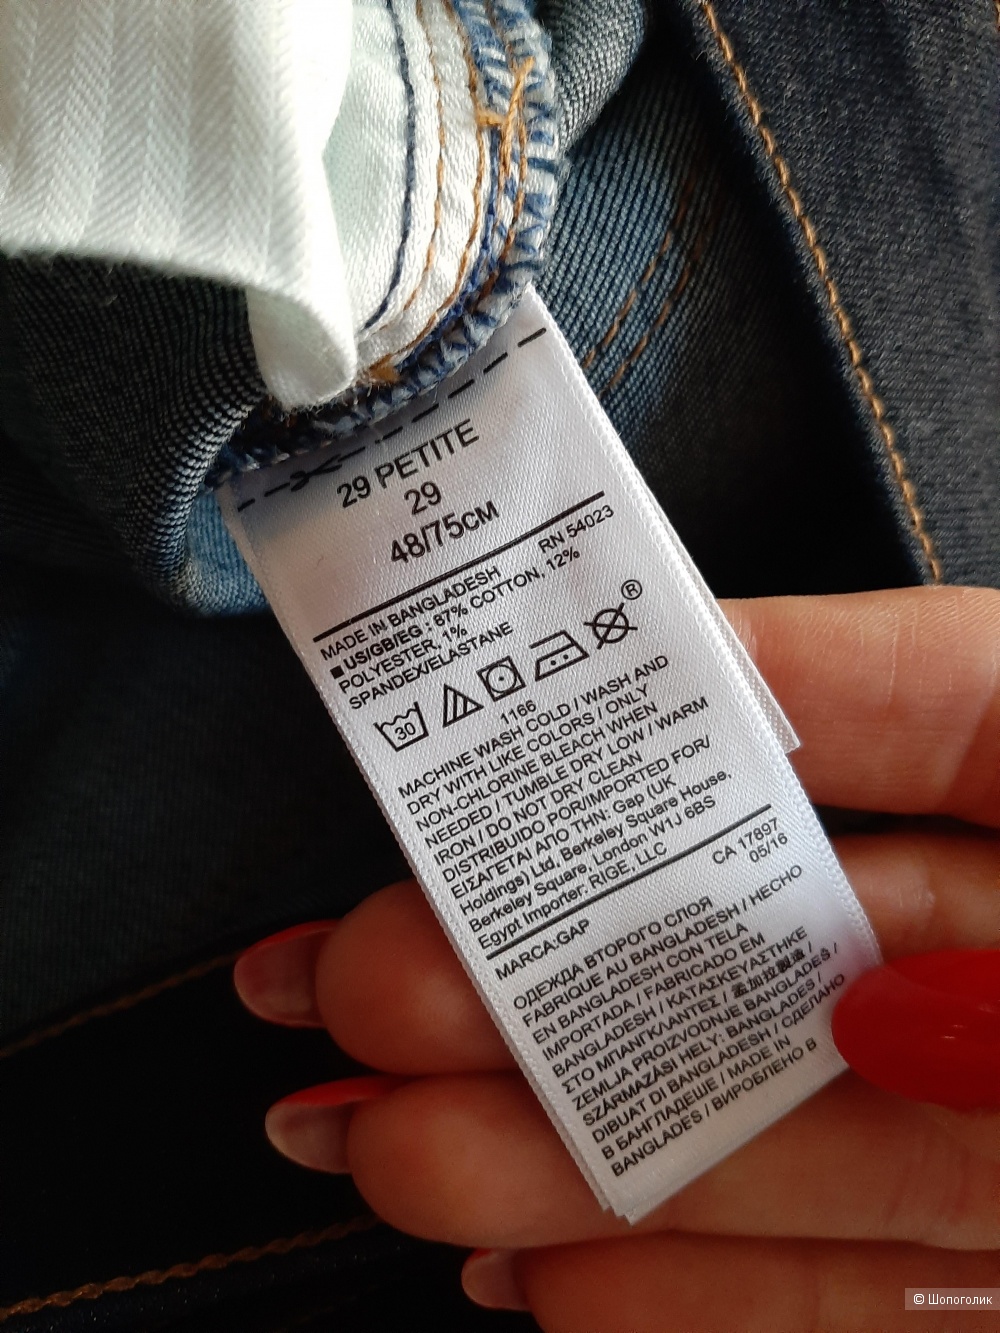 29 PETITE
29
48/75СМ
MADE IN BANGLADESH RN 54023
■ US/GB/EG : 87% COTTON, 12%
POLYESTER, 1%
SPANDEX/ELASTANE
30
®
1166
MACHINE WASH COLD / WASH AND
DRY WITH LIKE COLORS / ONLY
NON-CHLORINE BLEACH WHEN
NEEDED / TUMBLE DRY LOW / WARM
IRON / DO NOT DRY CLEAN
DISTRIBUIDO POR/IMPORTED FOR/
ΕΙΣΑΓΕΤΑΙ ΑΠΟ ΤΗΝ: Gap (UK
Holdings) Ltd. Berkeley Square House,
Berkeley Square, London W1J 6BS
Egypt Importer: RIGE, LLC
CA 17897
05/16
MARCA:GAP
ОДЕЖДА ВТОРОГО СЛОЯ
FABRIQUE AU BANGLADESH / HECHO
EN BANGLADESH CON TELA
IMPORTADA / FABRICADO EM
BANGLADESH / ΚΑΤΑΣΚΕΥΑΣΤΗΚΕ
ΣΤΟ ΜΠΑΝΓΚΛΑΝΤΕΣ / 孟加拉製造 /
ZEMLJA PROIZVODNJE BANGLADEŠ /
SZÁRMAZÁSI HELY: BANGLADES /
DIBUAT DI BANGLADESH / СДЕЛАНО
В БАНГЛАДЕШЕ / MADE IN
BANGLADES / ВИРОБЛЕНО В
© Шопоголик